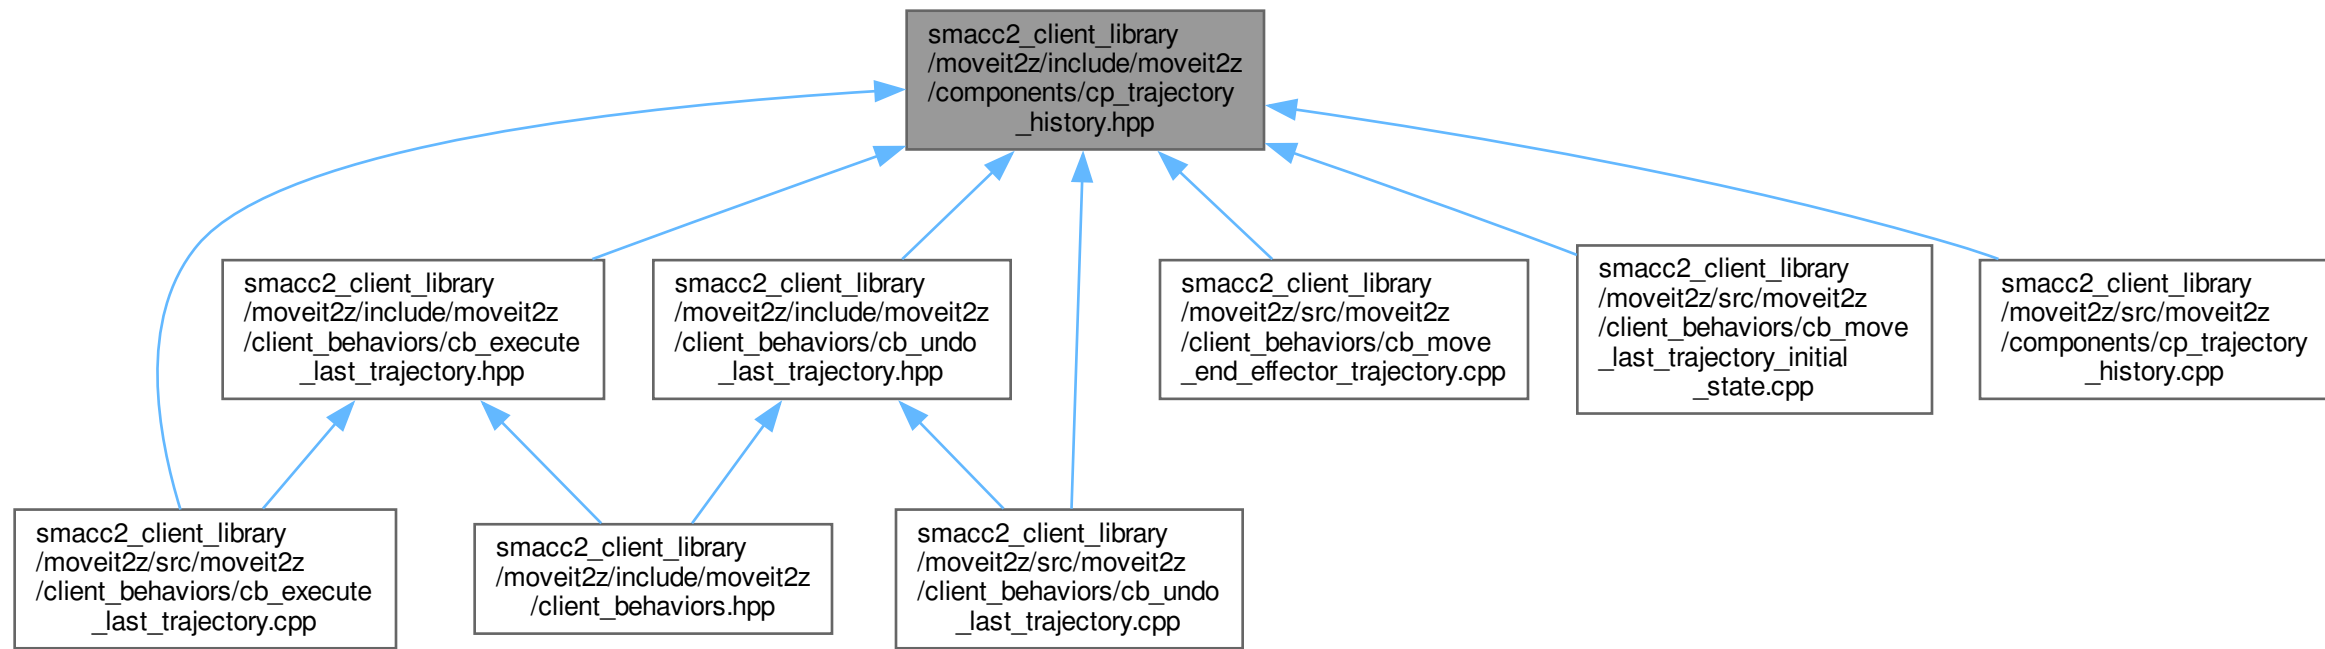 smacc2_client_library
/moveit2z/include/moveit2z
/components/cp_trajectory
_history.hpp
smacc2_client_library
/moveit2z/include/moveit2z
/client_behaviors/cb_execute
_last_trajectory.hpp
smacc2_client_library
/moveit2z/include/moveit2z
/client_behaviors/cb_undo
_last_trajectory.hpp
smacc2_client_library
/moveit2z/src/moveit2z
/client_behaviors/cb_move
_end_effector_trajectory.cpp
smacc2_client_library
/moveit2z/src/moveit2z
/client_behaviors/cb_move
_last_trajectory_initial
_state.cpp
smacc2_client_library
/moveit2z/src/moveit2z
/components/cp_trajectory
_history.cpp
smacc2_client_library
/moveit2z/src/moveit2z
/client_behaviors/cb_execute
_last_trajectory.cpp
smacc2_client_library
/moveit2z/include/moveit2z
/client_behaviors.hpp
smacc2_client_library
/moveit2z/src/moveit2z
/client_behaviors/cb_undo
_last_trajectory.cpp